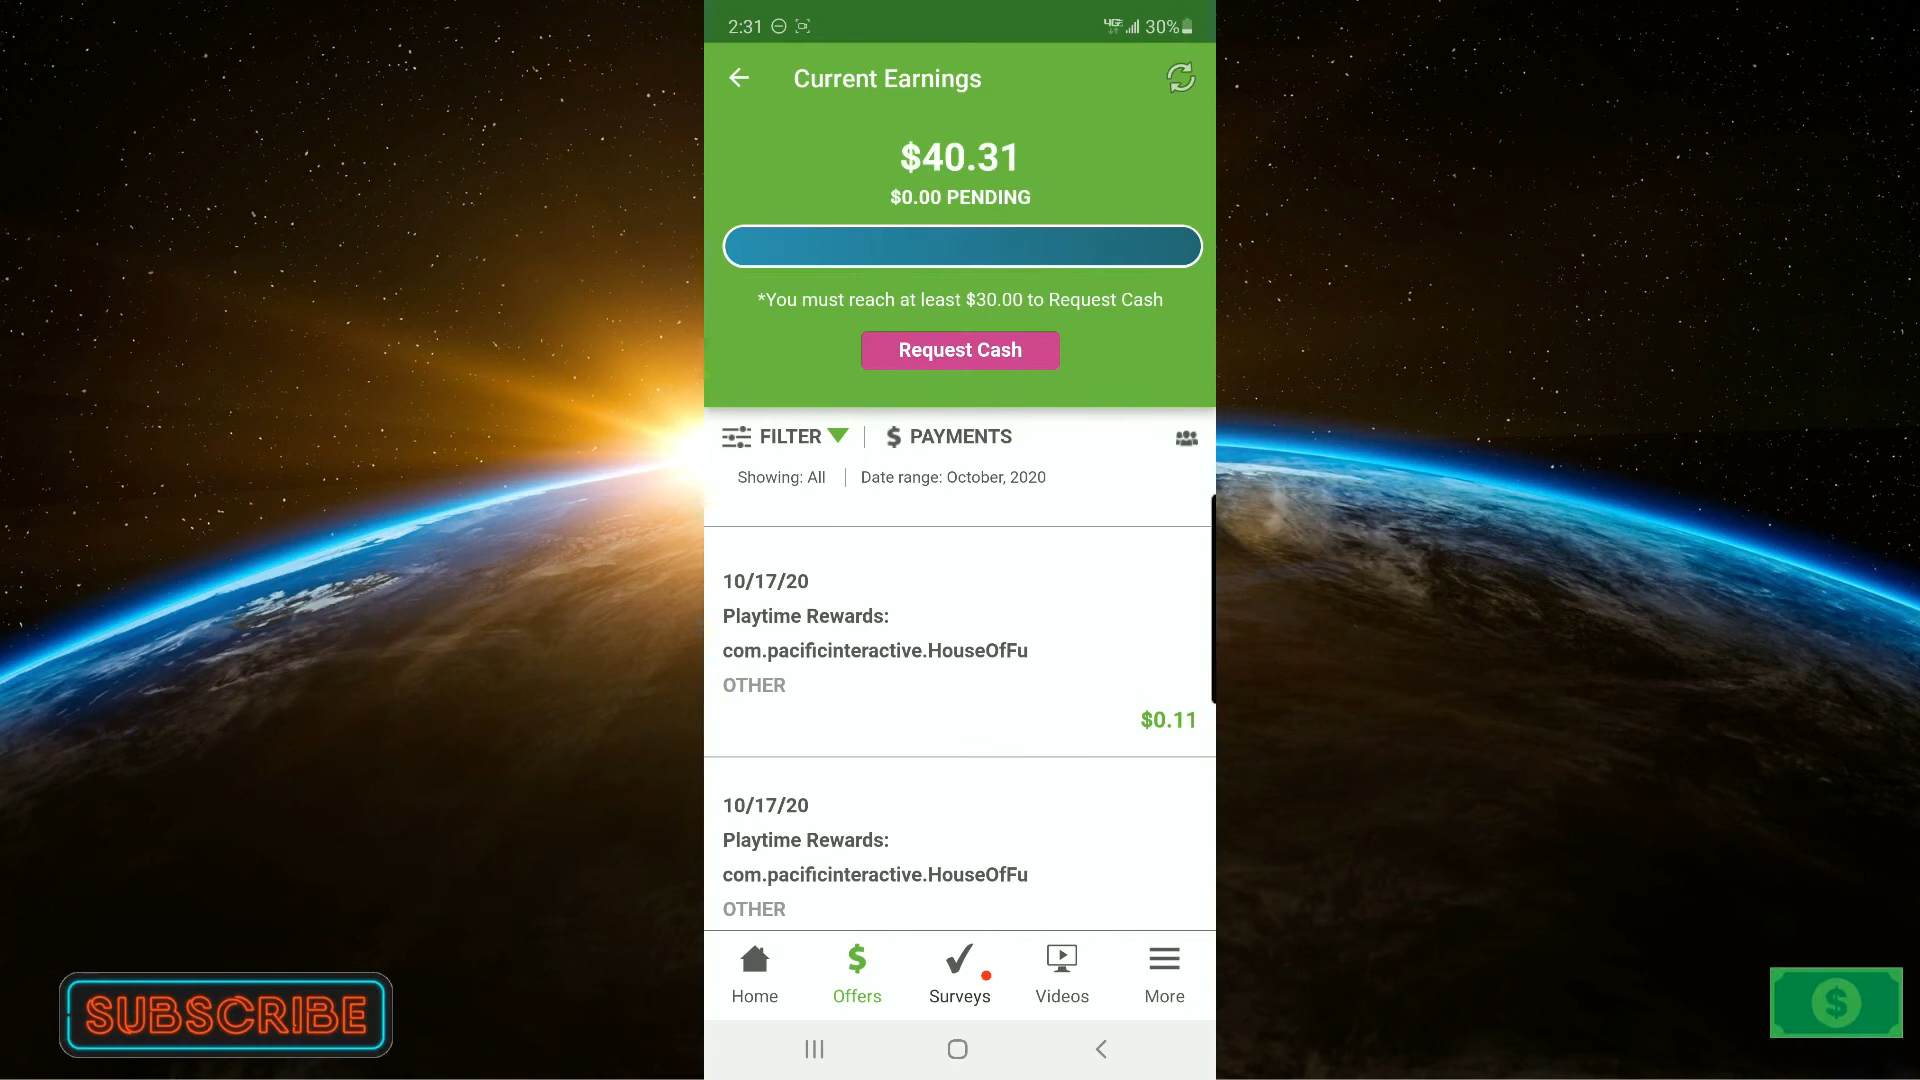 2:31 4G 30%
Current Earnings
$40.31
$0.00 PENDING
*You must reach at least $30.00 to Request Cash
Request Cash
FILTER | $ PAYMENTS
Showing: All | Date range: October, 2020
10/17/20
Playtime Rewards:
com.pacificinteractive.HouseOfFu
OTHER
$0.11
10/17/20
Playtime Rewards:
com.pacificinteractive.HouseOfFu
OTHER
$
Home Offers Surveys Videos More
SUBSCRIBE
$